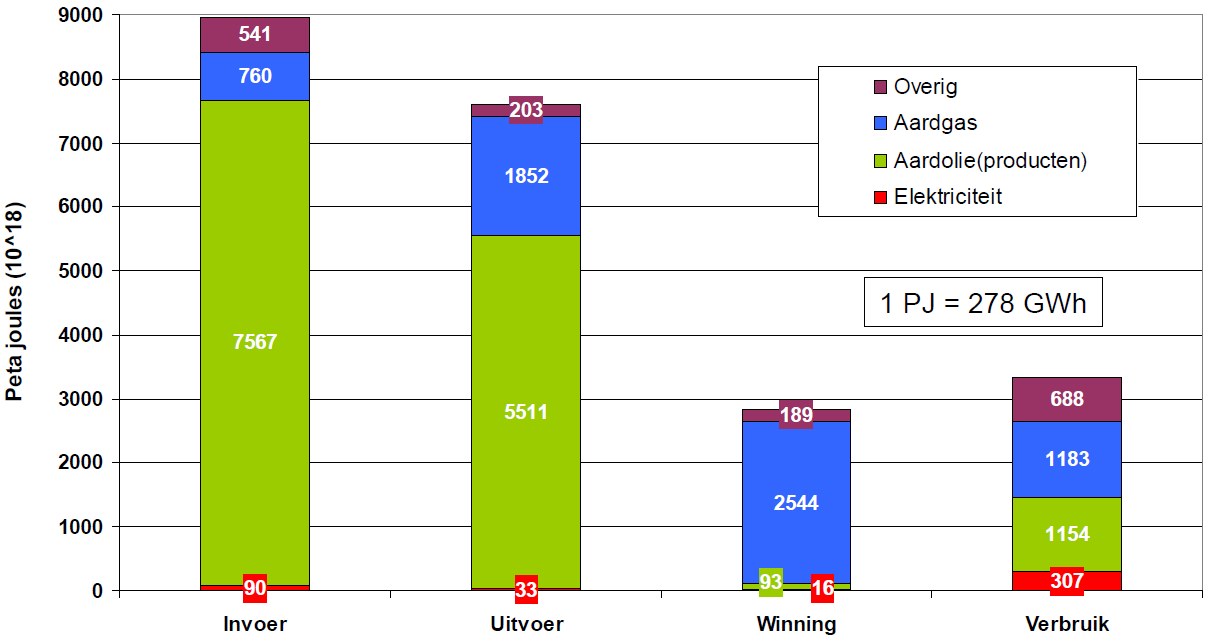 9000
8000
7000
6000
5000
4000
3000
2000
1000
0
Peta joules (10^18)
541
760
7567
90
203
1852
5511
33
189
2544
93
16
688
1183
1154
307
Overig
Aardgas
Aardolie(producten)
Elektriciteit
1 PJ = 278 GWh
Invoer
Uitvoer
Winning
Verbruik